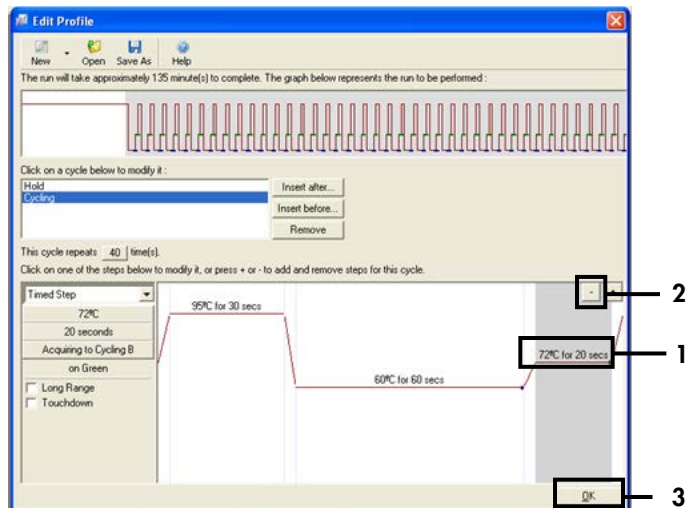 Edit Profile
New Open Save As Help
The run will take approximately 135 minute(s) to complete. The graph below represents the run to be performed :
Click on a cycle below to modify it :
Hold
Cycling
Insert after...
Insert before...
Remove
This cycle repeats 40 time(s).
Click on one of the steps below to modify it, or press + or - to add and remove steps for this cycle.
Timed Step
72ºC
20 seconds
Acquiring to Cycling B
on Green
Long Range
Touchdown
95ºC for 30 secs
60ºC for 60 secs
72ºC for 20 secs
-
2
1
OK
3